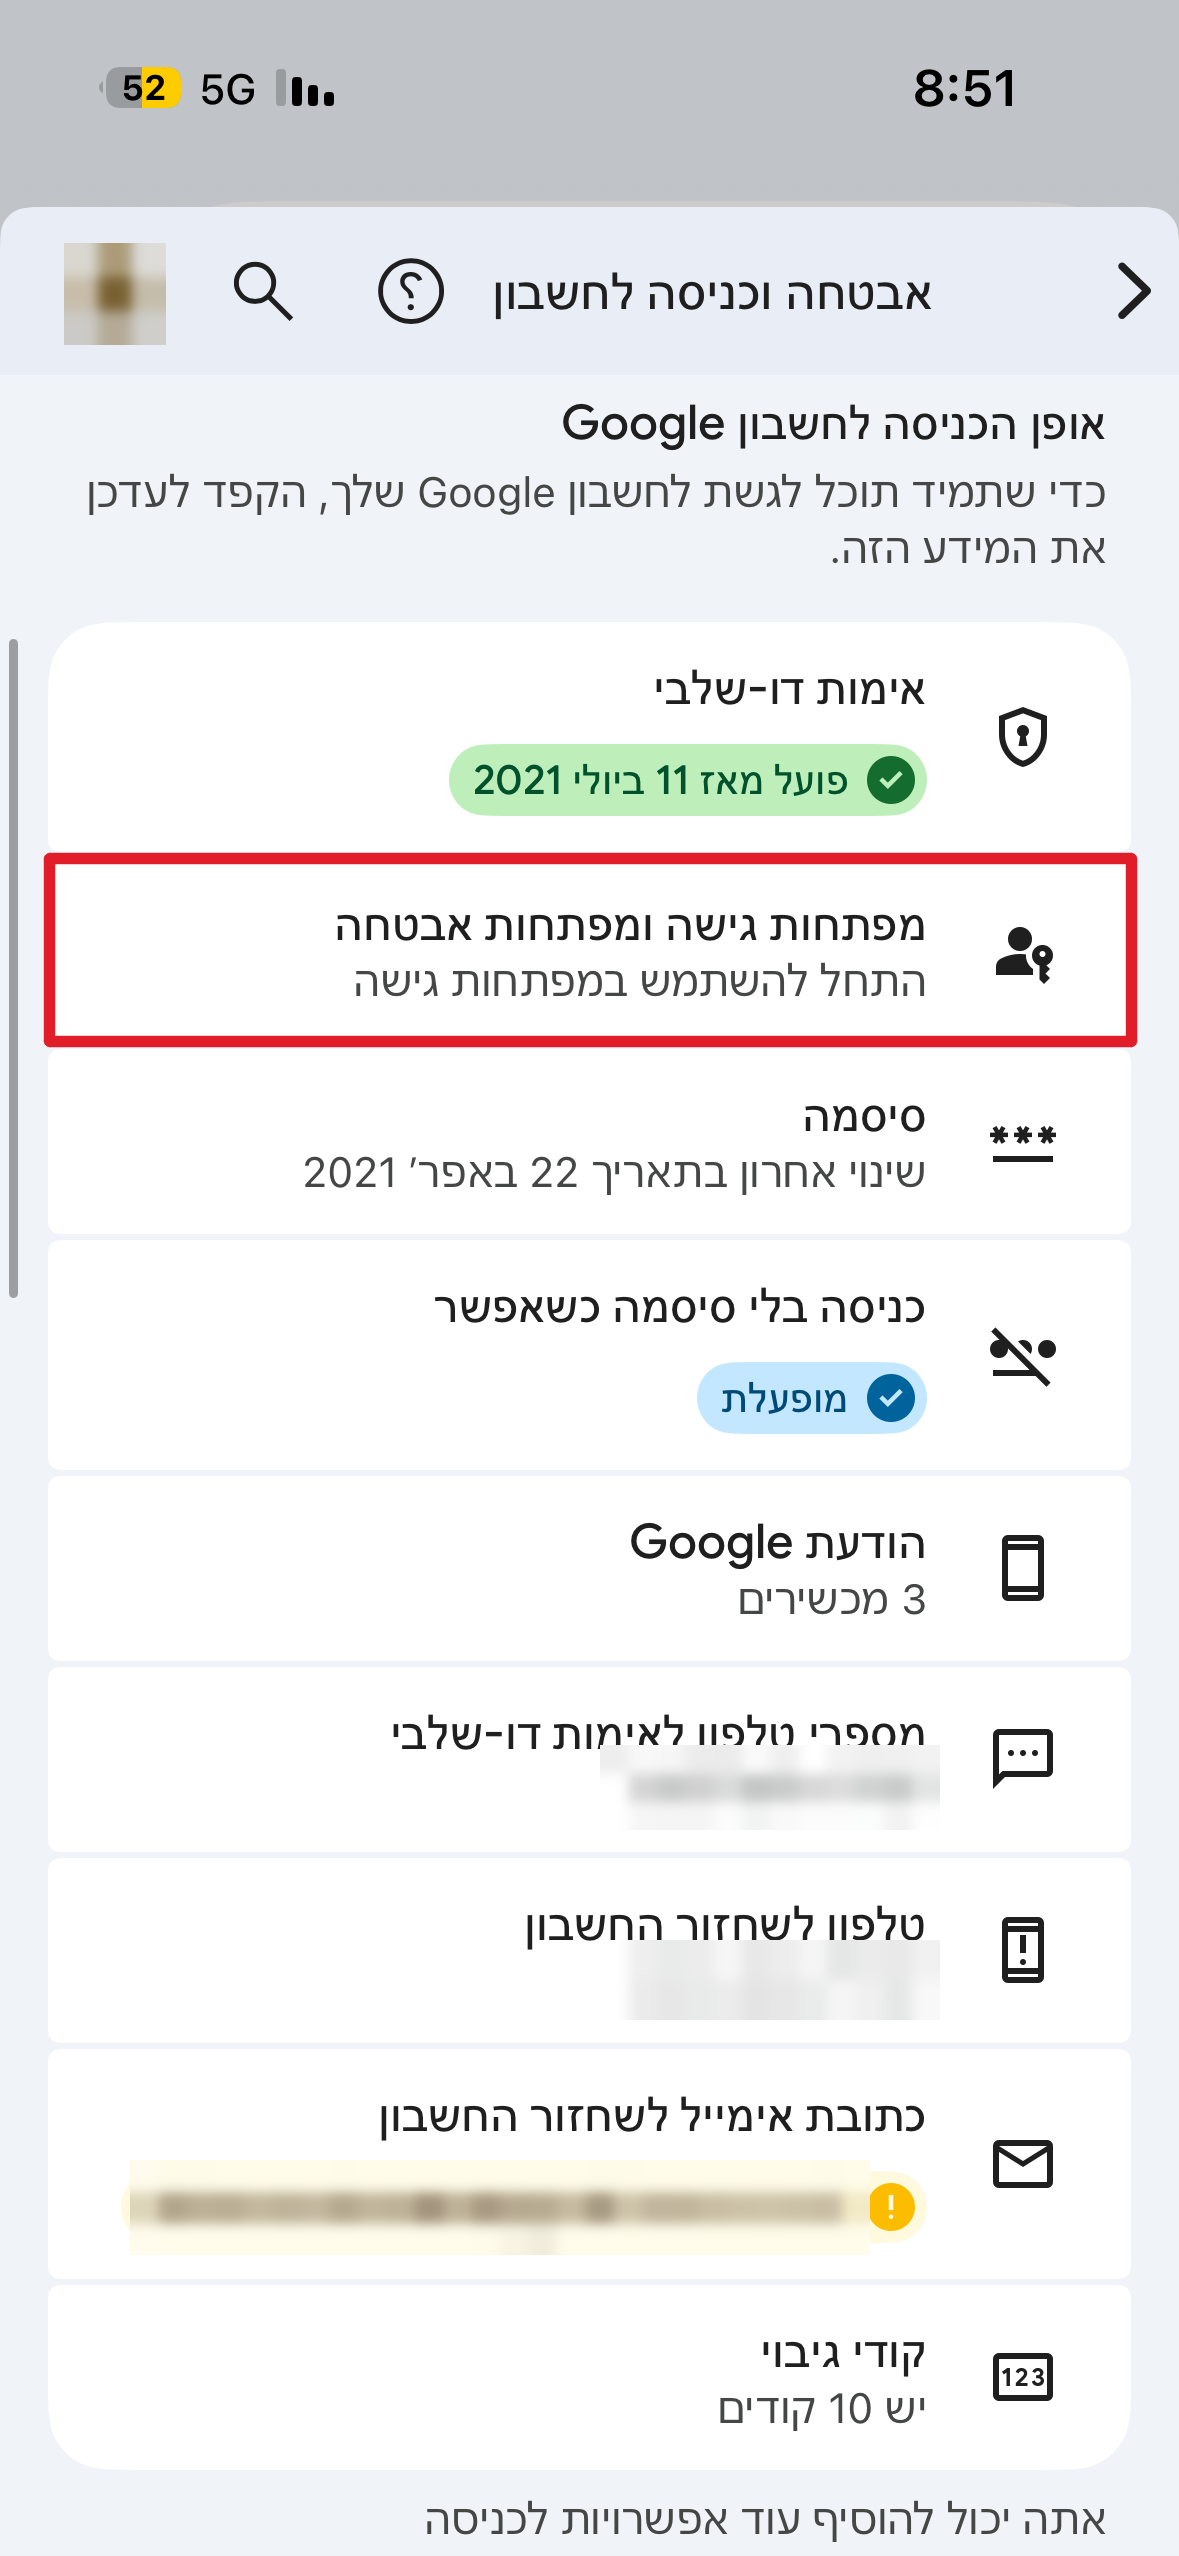 8:51
5G
52
אבטחה וכניסה לחשבון
אופן הכניסה לחשבון Google
כדי שתמיד תוכל לגשת לחשבון Google שלך, הקפד לעדכן
את המידע הזה.
אימות דו-שלבי
פועל מאז 11 ביולי 2021
מפתחות גישה ומפתחות אבטחה
התחל להשתמש במפתחות גישה
סיסמה
שינוי אחרון בתאריך 22 באפר׳ 2021
כניסה בלי סיסמה כשאפשר
מופעלת
הודעת Google
3 מכשירים
מספרי טלפון לאימות דו-שלבי
טלפון לשחזור החשבון
כתובת אימייל לשחזור החשבון
קודי גיבוי
123
יש 10 קודים
אתה יכול להוסיף עוד אפשרויות לכניסה